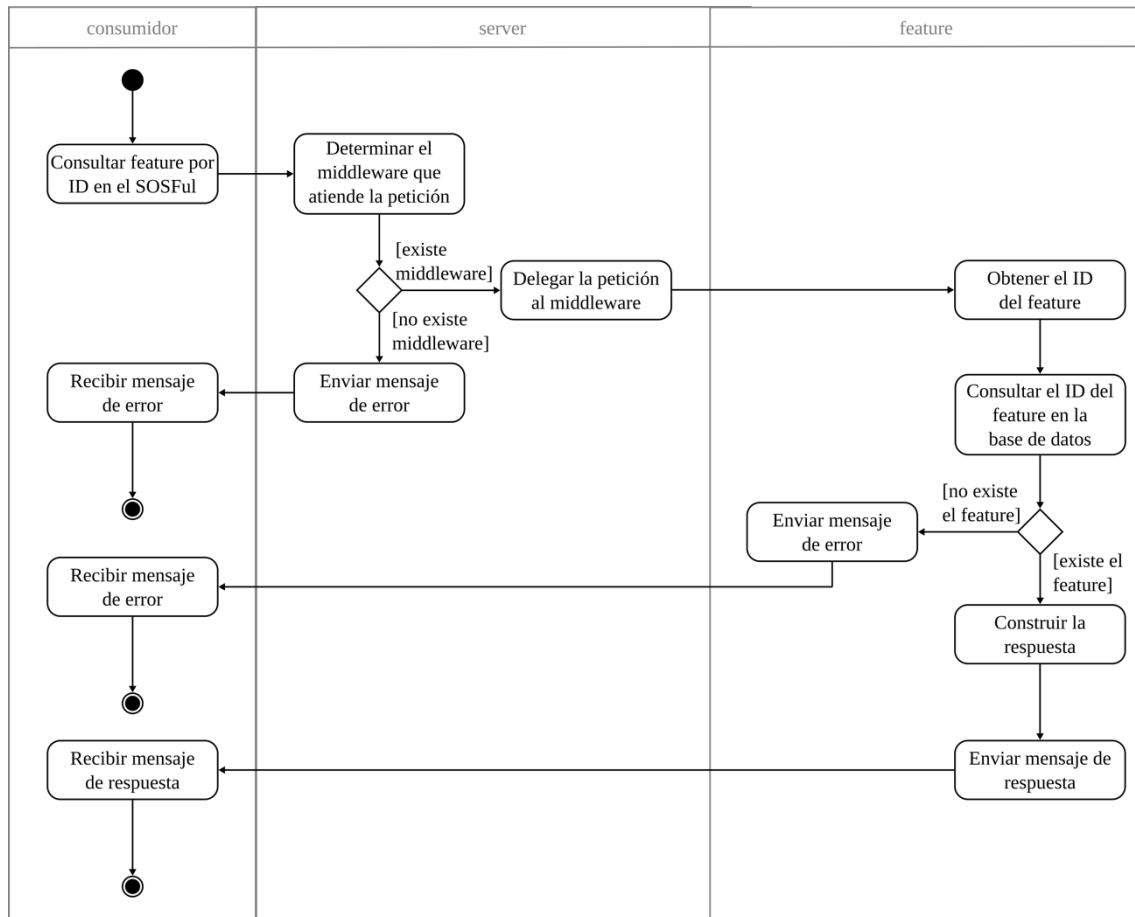 consumidor
server
feature
Consultar feature por
ID en el SOSFul
Determinar el
middleware que
atiende la petición
[existe
middleware]
Delegar la petición
al middleware
Obtener el ID
del feature
[no existe
middleware]
Recibir mensaje
de error
Enviar mensaje
de error
Consultar el ID del
feature en la
base de datos
[no existe
el feature]
Enviar mensaje
de error
[existe el
feature]
Recibir mensaje
de error
Construir la
respuesta
Recibir mensaje
de respuesta
Enviar mensaje de
respuesta